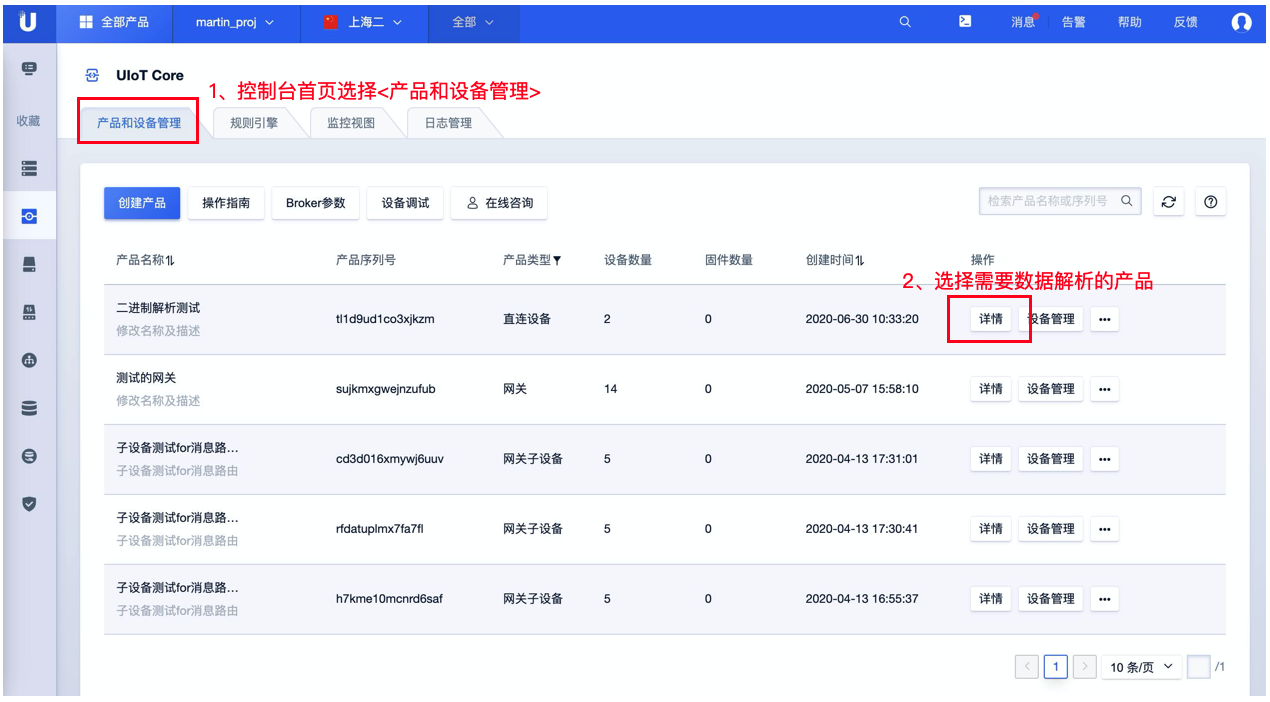 全部产品 martin_proj 上海二 全部 消息 告警 帮助 反馈
UIoT Core
1、控制台首页选择<产品和设备管理>
收藏
产品和设备管理 规则引擎 监控视图 日志管理
创建产品 操作指南 Broker参数 设备调试 在线咨询 检索产品名称或序列号
产品名称 产品序列号 产品类型 设备数量 固件数量 创建时间 操作
2、选择需要数据解析的产品
二进制解析测试
修改名称及描述
tl1d9ud1co3xjkzm 直连设备 2 0 2020-06-30 10:33:20 详情 设备管理 •••
测试的网关
修改名称及描述
sujkmxgwejnzufub 网关 14 0 2020-05-07 15:58:10 详情 设备管理 •••
子设备测试for消息路...
子设备测试for消息路由
cd3d016xmywj6uuv 网关子设备 5 0 2020-04-13 17:31:01 详情 设备管理 •••
子设备测试for消息路...
子设备测试for消息路由
rfdatuplmx7fa7fl 网关子设备 5 0 2020-04-13 17:30:41 详情 设备管理 •••
子设备测试for消息路...
子设备测试for消息路由
h7kme10mcnrd6saf 网关子设备 5 0 2020-04-13 16:55:37 详情 设备管理 •••
1 10 条/页 /1